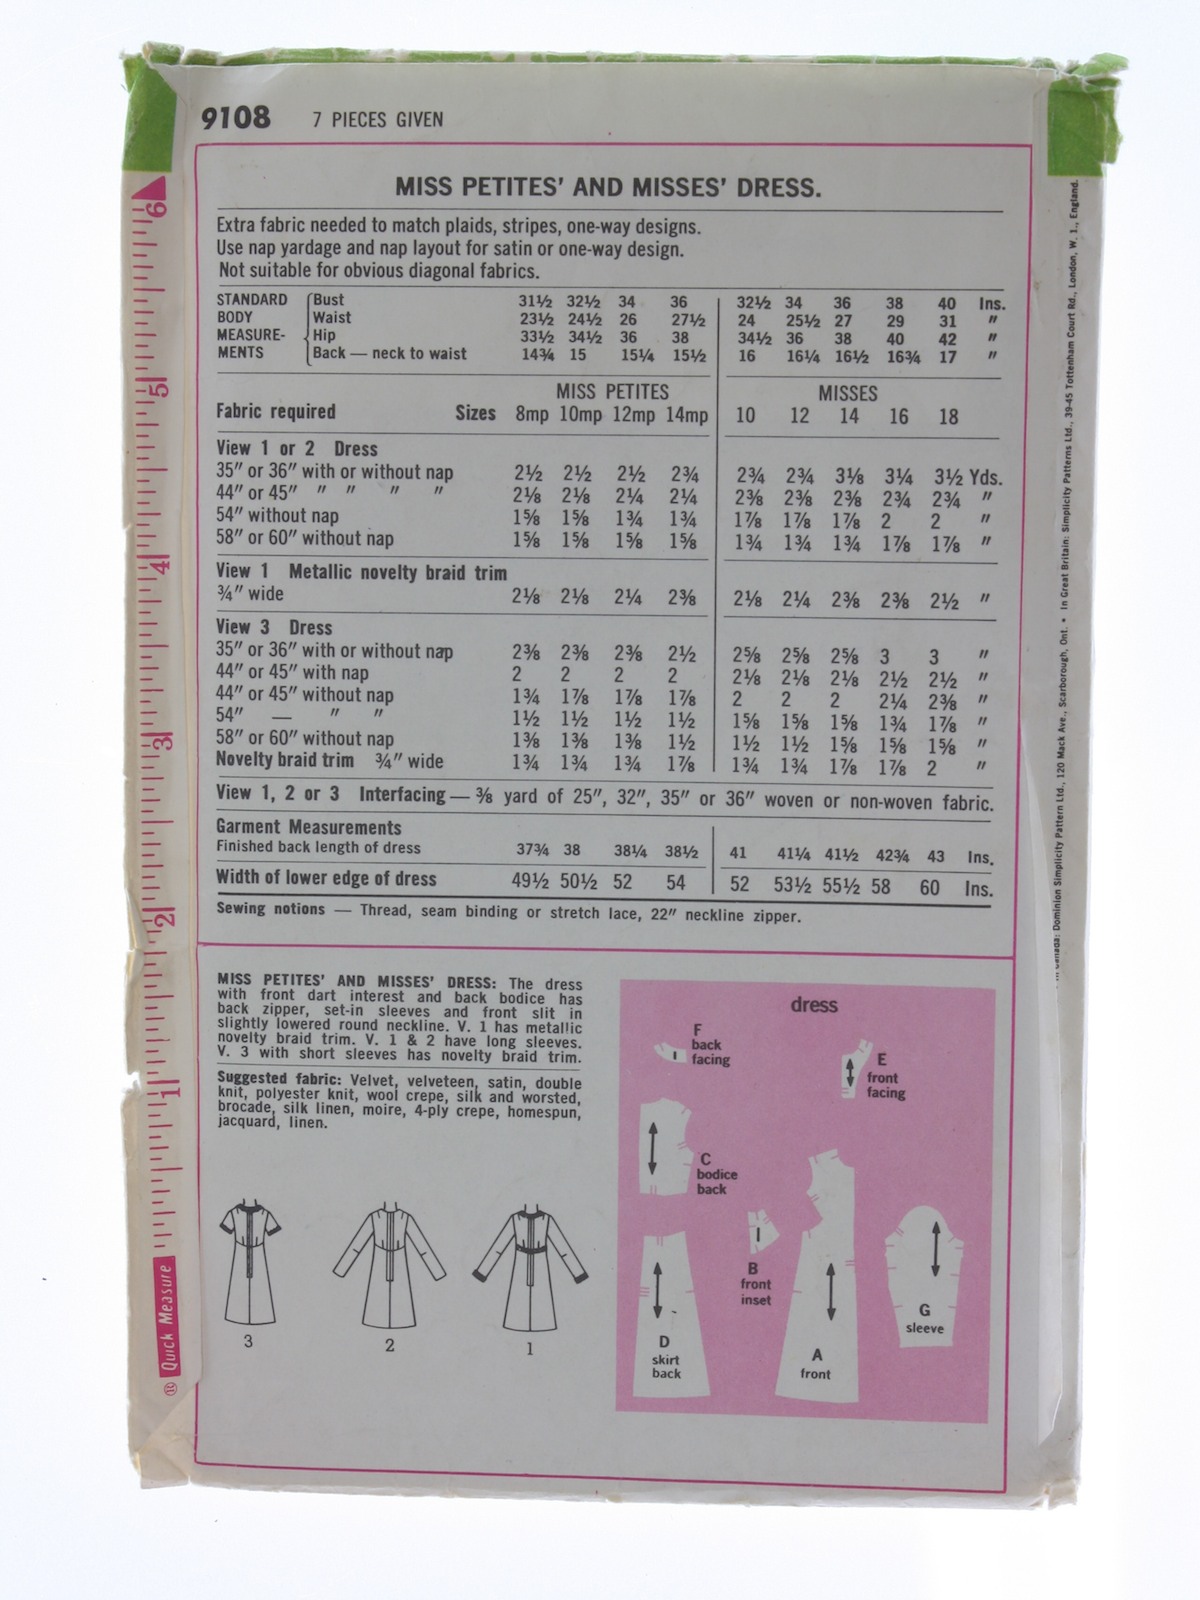 9108 7 PIECES GIVEN
MISS PETITES' AND MISSES' DRESS.
Extra fabric needed to match plaids, stripes, one-way designs.
Use nap yardage and nap layout for satin or one-way design.
Not suitable for obvious diagonal fabrics.
STANDARD Bust 31½ 32½ 34 36 32½ 34 36 38 40 Ins.
BODY Waist 23½ 24½ 26 27½ 24 25½ 27 29 31 "
MEASURE- Hip 33½ 34½ 36 38 34½ 36 38 40 42 "
MENTS Back — neck to waist 14¾ 15 15¼ 15½ 16 16¼ 16½ 16¾ 17 "
MISS PETITES MISSES
Fabric required Sizes 8mp 10mp 12mp 14mp 10 12 14 16 18
View 1 or 2 Dress
35" or 36" with or without nap 2½ 2½ 2½ 2¾ 2¾ 2¾ 3⅛ 3¼ 3½ Yds.
44" or 45" " " " " 2⅛ 2⅛ 2¼ 2¼ 2⅜ 2⅜ 2⅜ 2¾ 2¾ "
54" without nap 1⅝ 1⅝ 1¾ 1¾ 1⅞ 1⅞ 1⅞ 2 2 "
58" or 60" without nap 1⅝ 1⅝ 1⅝ 1⅝ 1¾ 1¾ 1¾ 1⅞ 1⅞ "
View 1 Metallic novelty braid trim
¾" wide 2⅛ 2⅛ 2¼ 2⅜ 2⅛ 2¼ 2⅜ 2⅜ 2½ "
View 3 Dress
35" or 36" with or without nap 2⅜ 2⅜ 2⅜ 2½ 2⅝ 2⅝ 2⅝ 3 3 "
44" or 45" with nap 2 2 2 2 2⅛ 2⅛ 2⅛ 2½ 2½ "
44" or 45" without nap 1¾ 1⅞ 1⅞ 1⅞ 2 2 2 2¼ 2⅜ "
54" — " " 1½ 1½ 1½ 1½ 1⅝ 1⅝ 1⅝ 1¾ 1⅞ "
58" or 60" without nap 1⅜ 1⅜ 1⅜ 1½ 1½ 1½ 1⅝ 1⅝ 1⅝ "
Novelty braid trim ¾" wide 1¾ 1¾ 1¾ 1⅞ 1¾ 1¾ 1⅞ 1⅞ 2 "
View 1, 2 or 3 Interfacing — ⅜ yard of 25", 32", 35" or 36" woven or non-woven fabric.
Garment Measurements
Finished back length of dress 37¾ 38 38¼ 38½ 41 41¼ 41½ 42¾ 43 Ins.
Width of lower edge of dress 49½ 50½ 52 54 52 53½ 55½ 58 60 Ins.
Sewing notions — Thread, seam binding or stretch lace, 22" neckline zipper.
MISS PETITES' AND MISSES' DRESS: The dress
with front dart interest and back bodice has
back zipper, set-in sleeves and front slit in
slightly lowered round neckline. V. 1 has metallic
novelty braid trim. V. 1 & 2 have long sleeves.
V. 3 with short sleeves has novelty braid trim.
Suggested fabric: Velvet, velveteen, satin, double
knit, polyester knit, wool crepe, silk and worsted,
brocade, silk linen, moire, 4-ply crepe, homespun,
jacquard, linen.
3
2
1
dress
F
back
facing
E
front
facing
C
bodice
back
B
front
inset
D
skirt
back
A
front
G
sleeve
6
5
4
3
2
1
Quick Measure
®
Canada: Dominion Simplicity Pattern Ltd., 120 Mack Ave., Scarborough, Ont. • In Great Britain: Simplicity Patterns Ltd., 39-45 Tottenham Court Rd., London, W. 1., England.